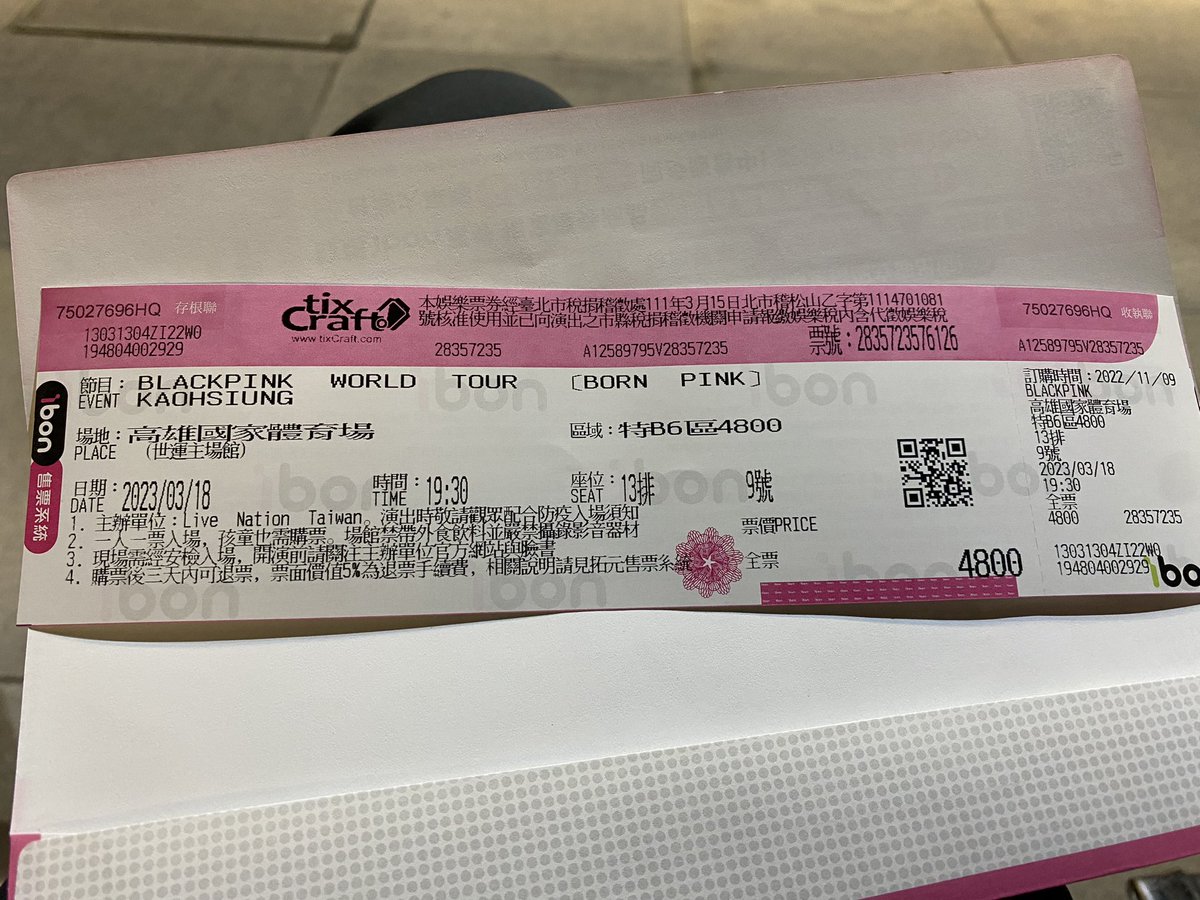 75027696HQ 存根聯
13031304ZI22W0
194804002929
tix
Craft
www.tixCraft.com
28357235
本娛樂票券經臺北市稅捐稽徵處111年3月15日北市稽松山乙字第1114701081
號核准使用並已向演出之市縣稅捐稽徵機關申請報繳娛樂稅內含代徵娛樂稅
A12589795V28357235
票號:2835723576126
75027696HQ 收執聯
A12589795V28357235
ibon
售票系統
節目:BLACKPINK WORLD TOUR [BORN PINK]
EVENT KAOHSIUNG
場地:高雄國家體育場
PLACE (世運主場館)
區域:特B6區4800
日期:2023/03/18
DATE
時間:19:30
TIME
座位:13排 9號
SEAT
1. 主辦單位:Live Nation Taiwan。演出時敬請觀眾配合防疫入場須知
2. 一人一票入場,孩童也需購票。場館禁帶外食飲料並嚴禁攝錄影音器材
3. 現場需經安檢入場,開演前請關注主辦單位官方網站與臉書
4. 購票後三天內可退票,票面價值5%為退票手續費,相關說明請見拓元售票系統
票價PRICE
全票
4800
訂購時間:2022/11/09
BLACKPINK
高雄國家體育場
特B6區4800
13排
9號
2023/03/18
19:30
全票
4800 28357235
13031304ZI22W0
194804002929
ibo